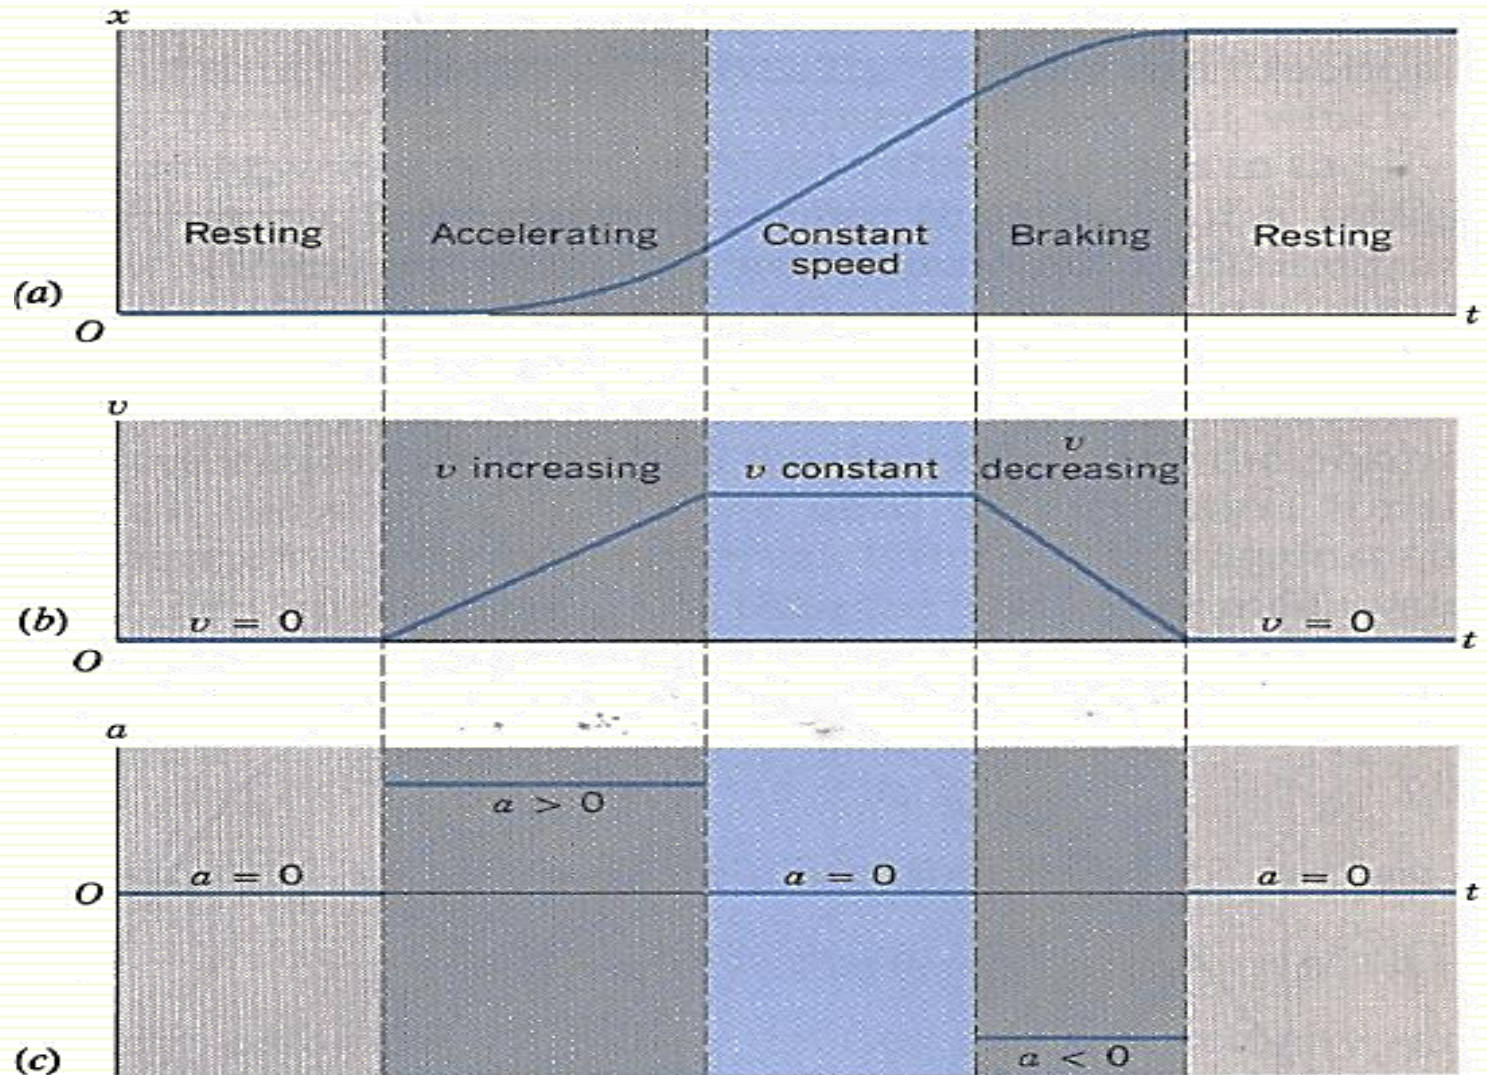 x
Resting
Accelerating
Constant
speed
Braking
Resting
(a)
O
t
v
v increasing
v constant
v
decreasing
(b)
v = 0
v = 0
O
t
a
a > 0
a = 0
a = 0
a = 0
O
t
(c)
a < 0